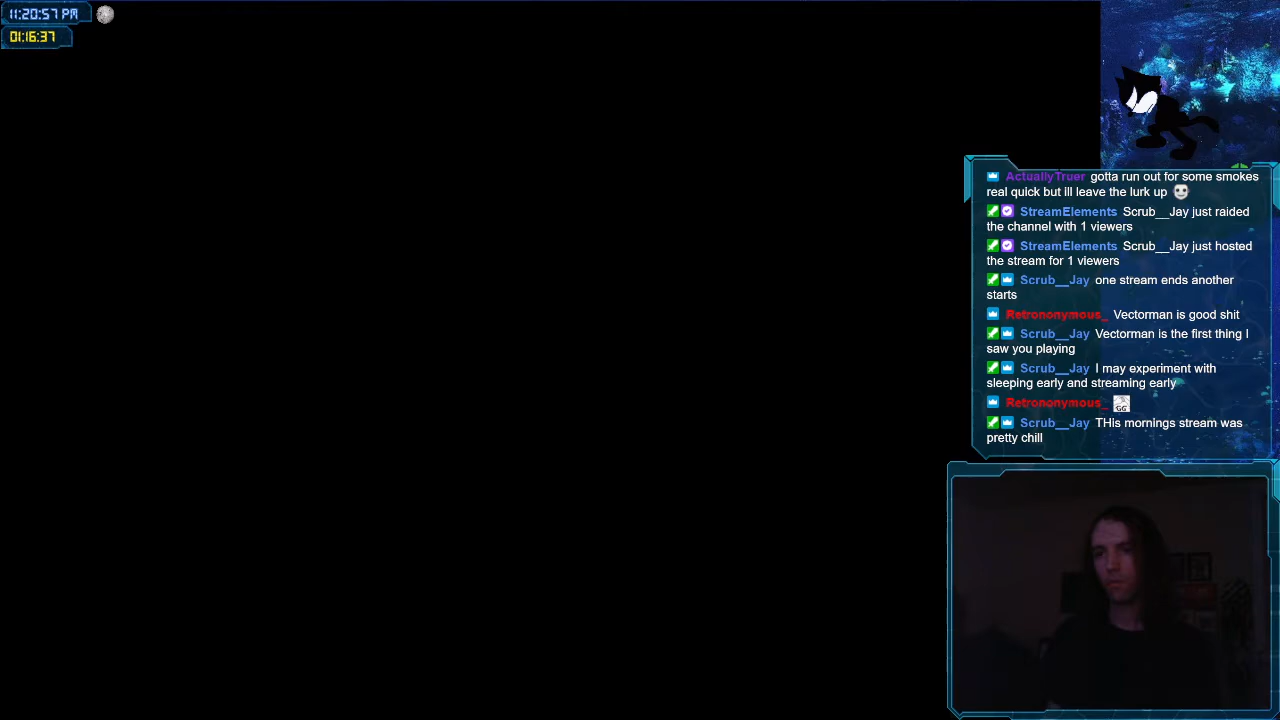 11:20:57 PM
01:16:37
ActuallyTruer gotta run out for some smokes
real quick but ill leave the lurk up
StreamElements Scrub__Jay just raided
the channel with 1 viewers
StreamElements Scrub__Jay just hosted
the stream for 1 viewers
Scrub__Jay one stream ends another
starts
Retrononymous_ Vectorman is good shit
Scrub__Jay Vectorman is the first thing I
saw you playing
Scrub__Jay I may experiment with
sleeping early and streaming early
Retrononymous_ GG
Scrub__Jay THIs mornings stream was
pretty chill